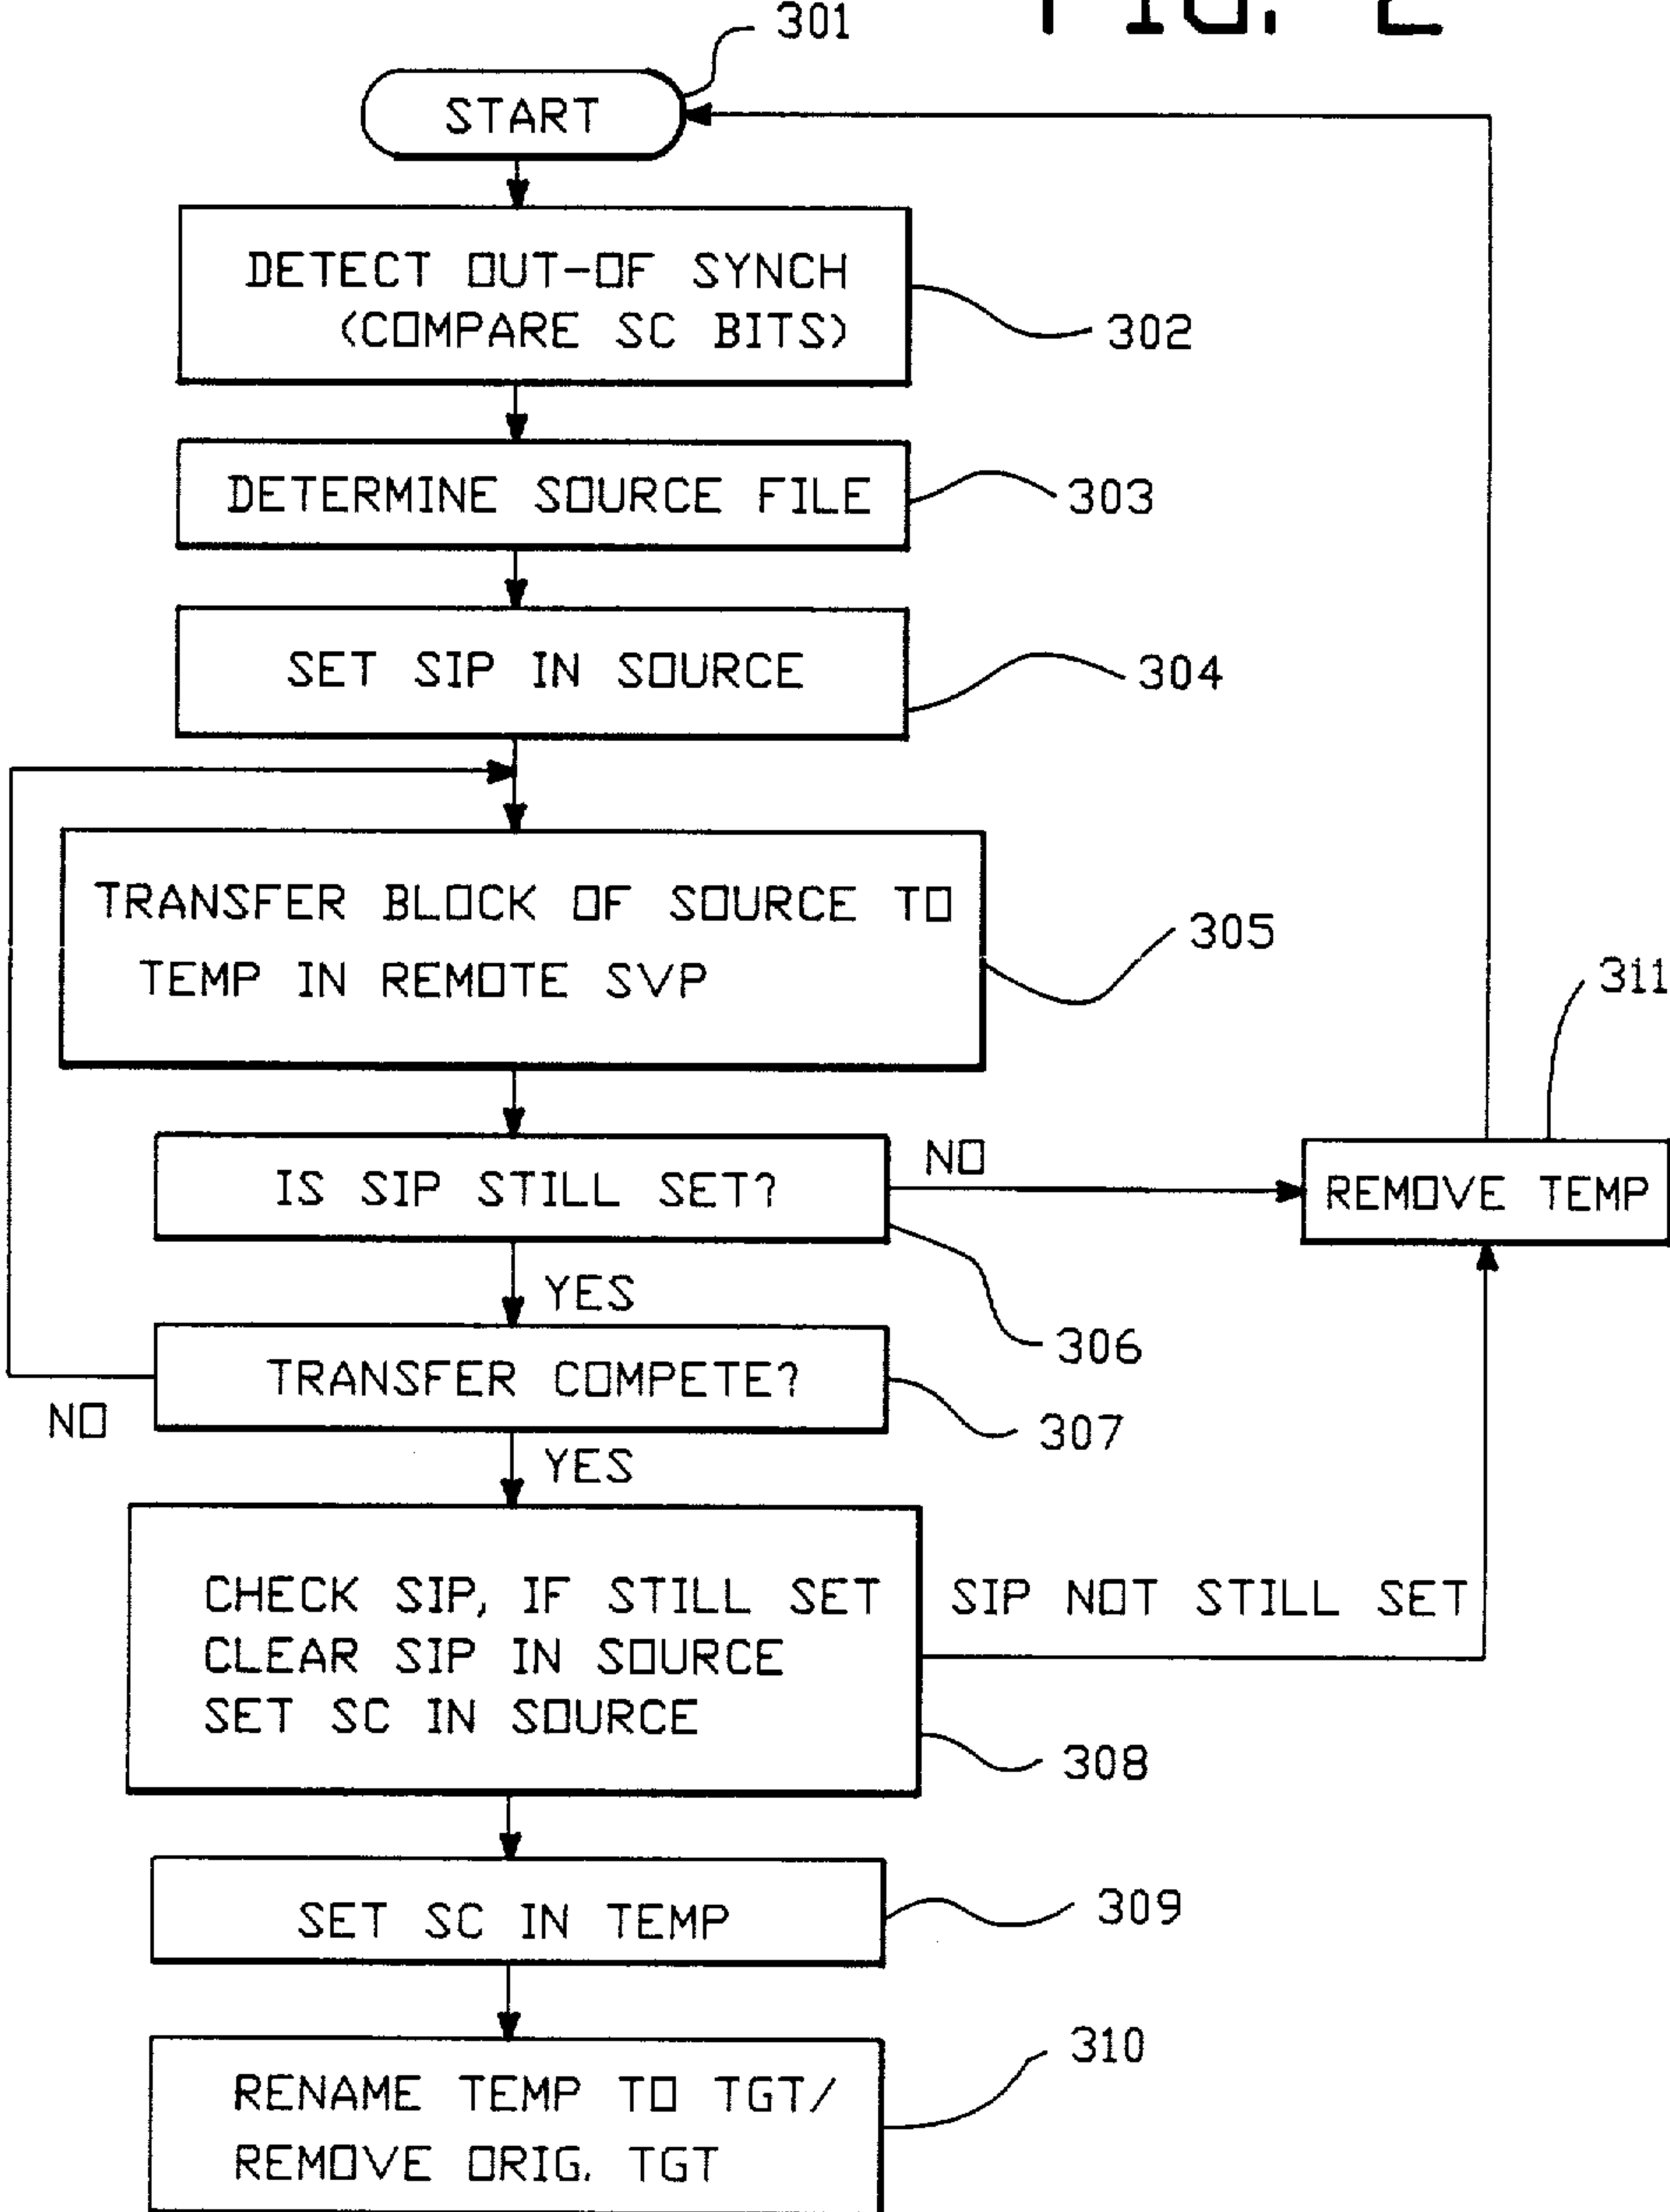 FIG. 2
301
START
DETECT OUT-OF SYNCH
(COMPARE SC BITS)
302
DETERMINE SOURCE FILE
303
SET SIP IN SOURCE
304
TRANSFER BLOCK OF SOURCE TO
TEMP IN REMOTE SVP
305
311
IS SIP STILL SET?
NO
REMOVE TEMP
YES
306
TRANSFER COMPETE?
NO
307
YES
CHECK SIP, IF STILL SET
CLEAR SIP IN SOURCE
SET SC IN SOURCE
SIP NOT STILL SET
308
SET SC IN TEMP
309
RENAME TEMP TO TGT/
REMOVE ORIG. TGT
310